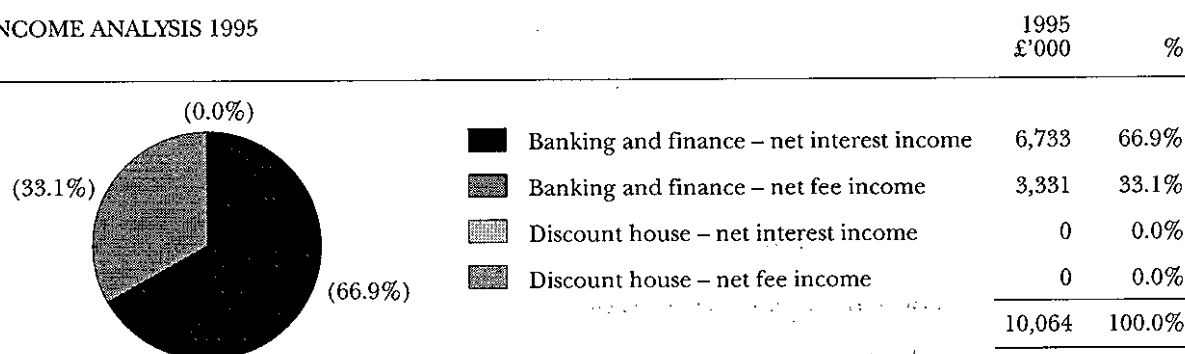 NCOME ANALYSIS 1995
1995
£'000 %
(0.0%)
(33.1%)
(66.9%)
Banking and finance – net interest income 6,733 66.9%
Banking and finance – net fee income 3,331 33.1%
Discount house – net interest income 0 0.0%
Discount house – net fee income 0 0.0%
10,064 100.0%